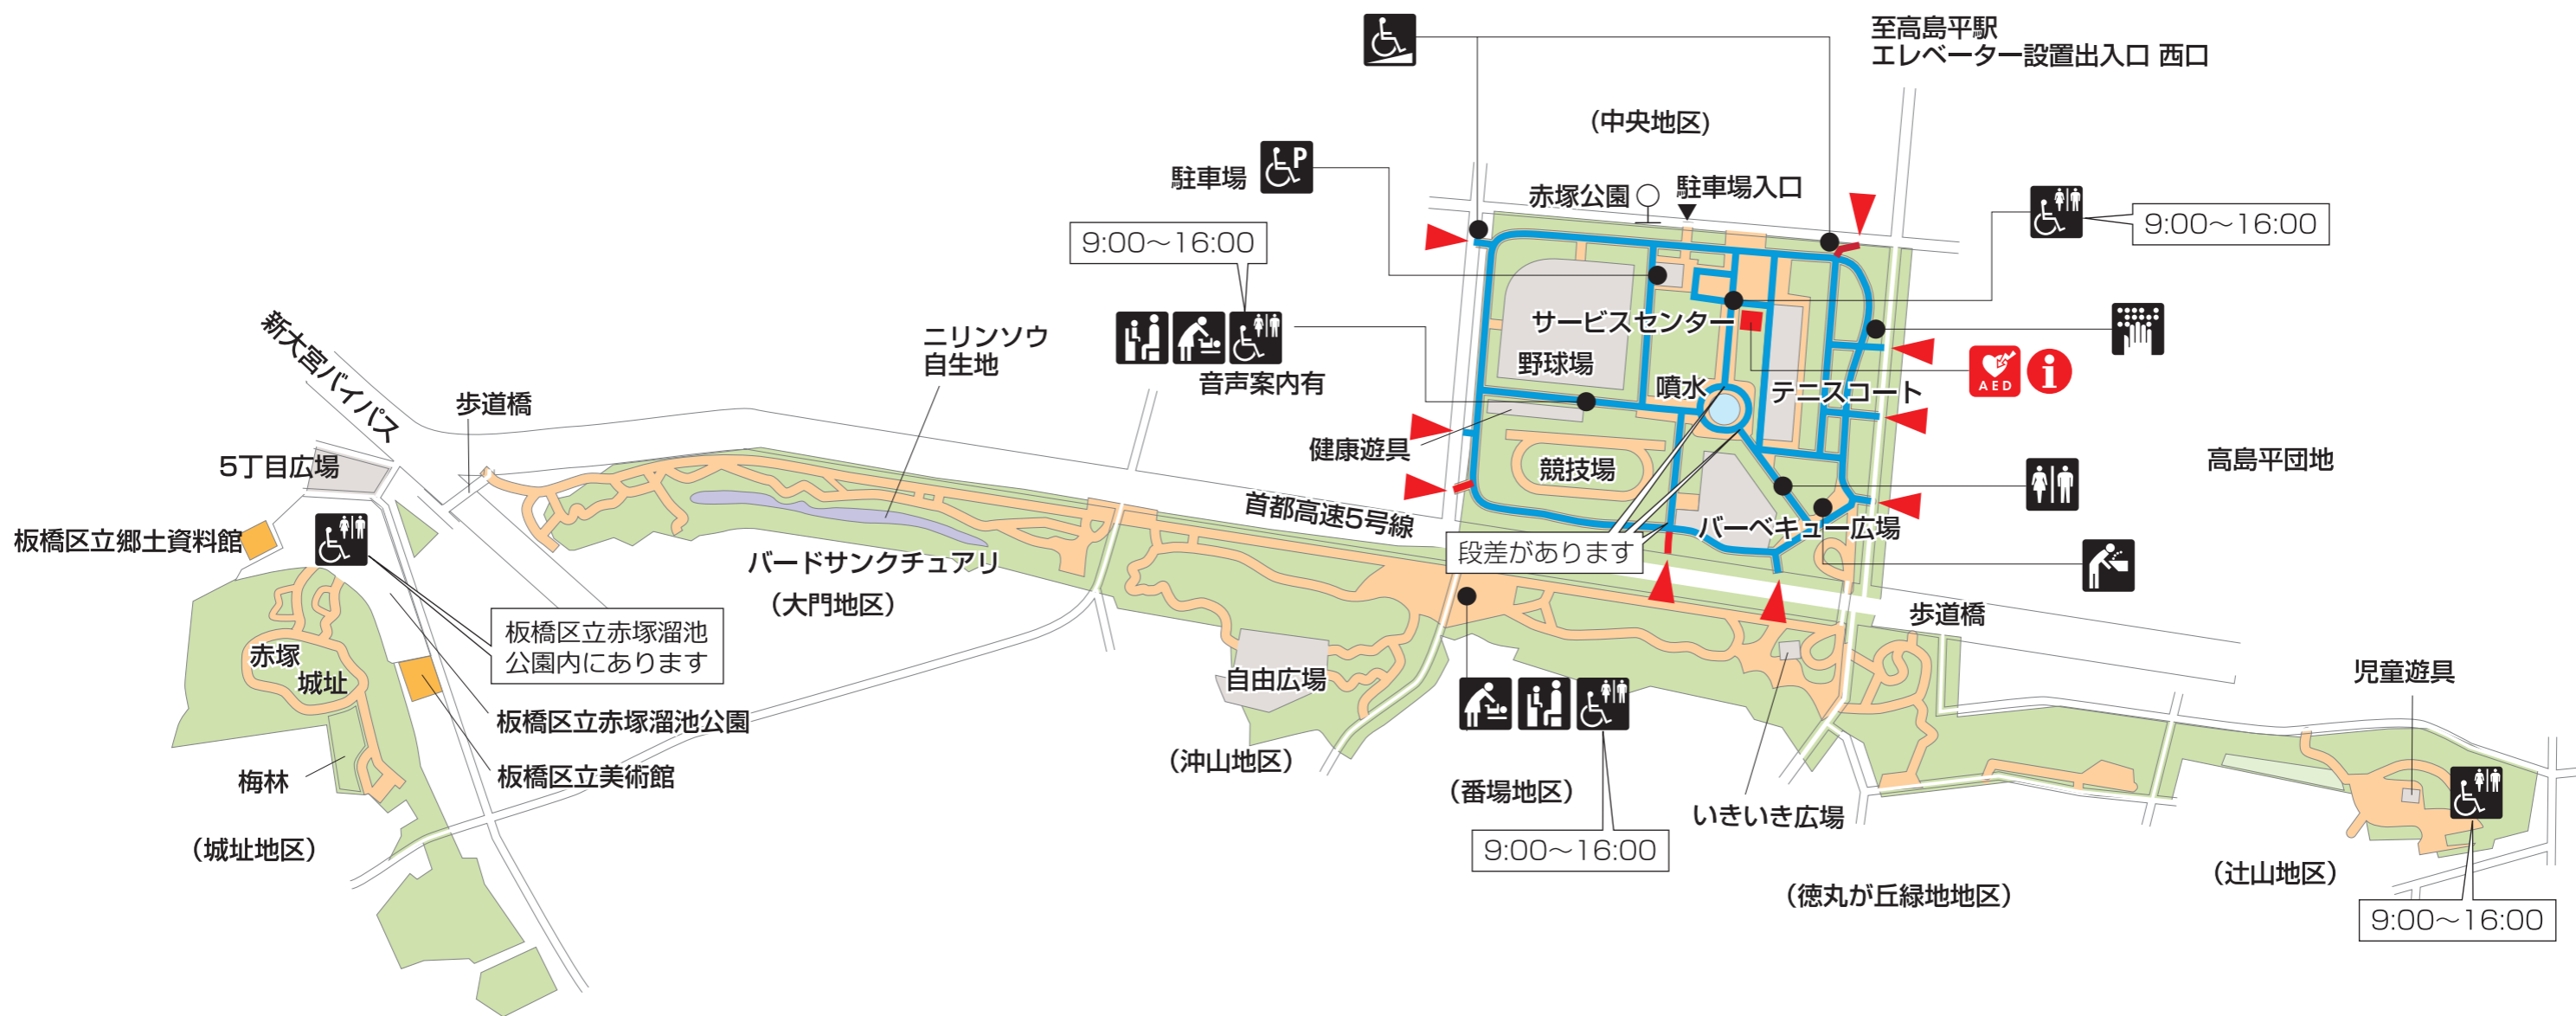 至高島平駅
エレベーター設置出入口 西口
（中央地区）
駐車場
P
赤塚公園
駐車場入口
9:00～16:00
9:00～16:00
サービスセンター
野球場
噴水
テニスコート
AED
i
音声案内有
健康遊具
競技場
新大宮バイパス
歩道橋
ニリンソウ
自生地
5丁目広場
高島平団地
首都高速5号線
バーベキュー広場
段差があります
板橋区立郷土資料館
バードサンクチュアリ
（大門地区）
歩道橋
板橋区立赤塚溜池
公園内にあります
赤塚
城址
自由広場
児童遊具
板橋区立赤塚溜池公園
（沖山地区）
板橋区立美術館
梅林
（番場地区）
いきいき広場
9:00～16:00
（城址地区）
（辻山地区）
（徳丸が丘緑地地区）
9:00～16:00